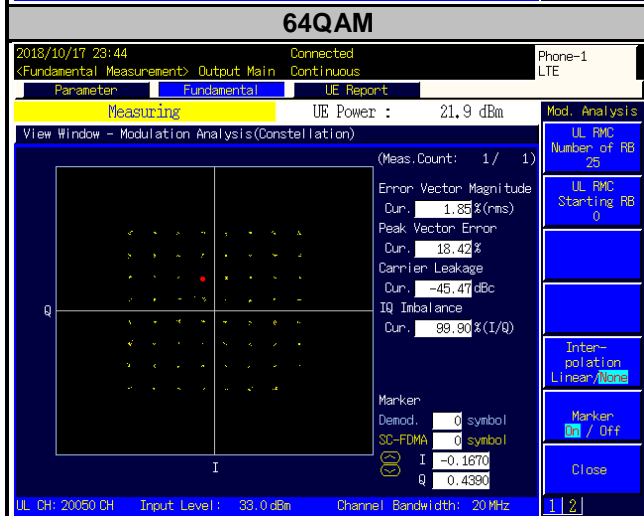 64QAM
2018/10/17 23:44 Connected Phone-1
<Fundamental Measurement> Output Main Continuous LTE
Parameter Fundamental UE Report
Measuring UE Power : 21.9 dBm Mod. Analysis
View Window - Modulation Analysis(Constellation)
UL RMC
Number of RB
25
(Meas.Count: 1/ 1)
Error Vector Magnitude
Cur. 1.85 %(rms)
UL RMC
Starting RB
0
Peak Vector Error
Cur. 18.42 %
Carrier Leakage
Cur. -45.47 dBc
IQ Imbalance
Cur. 99.90 %(I/Q)
Q
I
Inter-
polation
Linear/None
Marker
Demod. 0 symbol
SC-FDMA 0 symbol
I -0.1670
Q 0.4390
Marker
On / Off
Close
UL CH: 20050 CH Input Level: 33.0 dBm Channel Bandwidth: 20 MHz 1 2